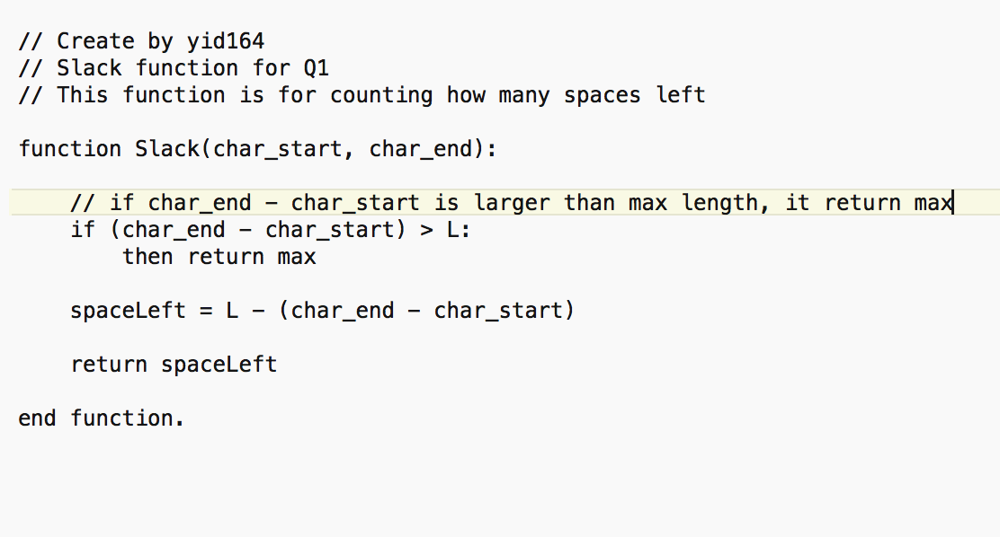 // Create by yid164
// Slack function for Q1
// This function is for counting how many spaces left
function Slack(char_start, char_end):
// if char_end - char_start is larger than max length, it return max
if (char_end - char_start) > L:
then return max
spaceLeft = L - (char_end - char_start)
return spaceLeft
end function.